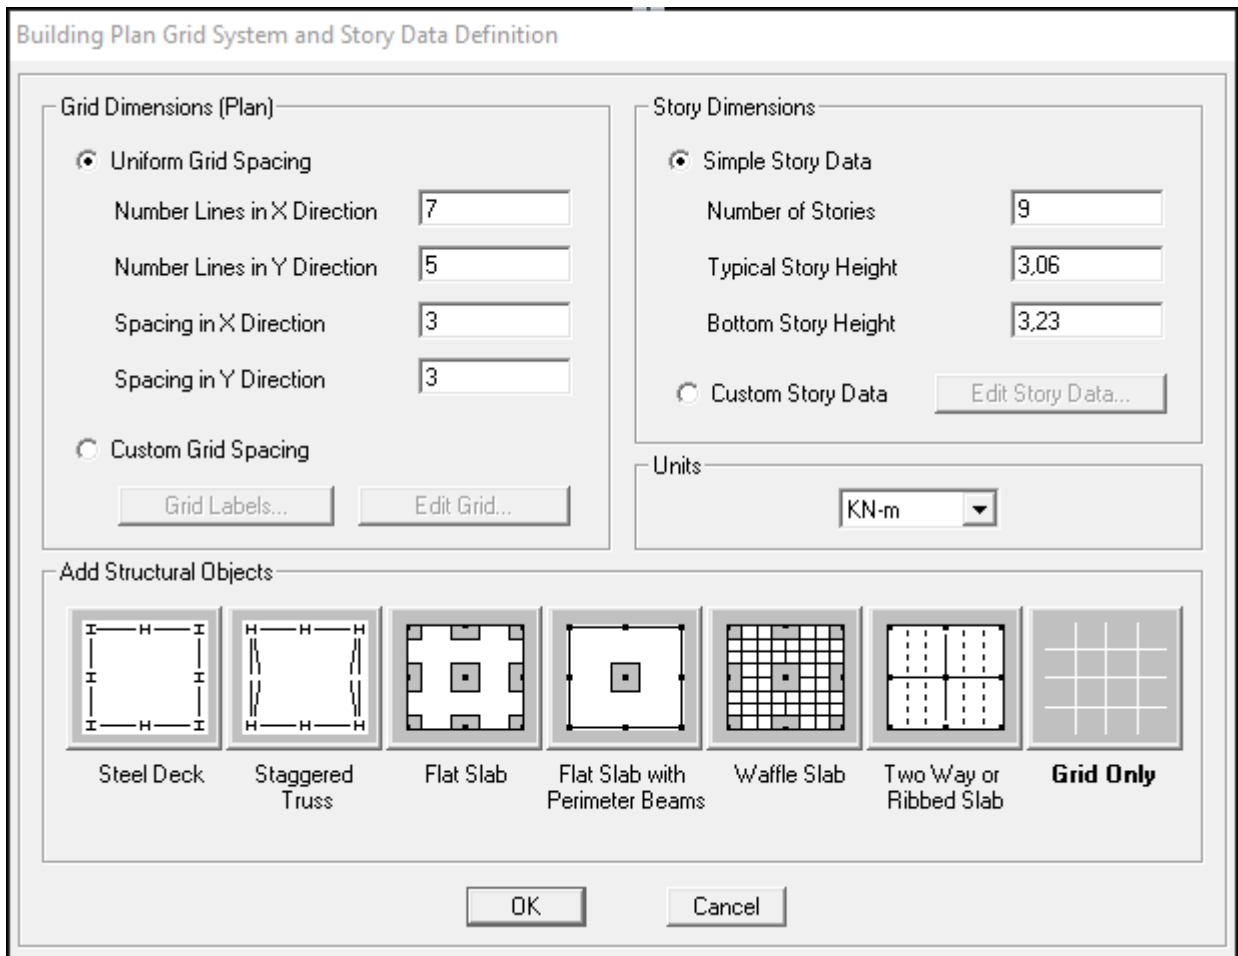 Building Plan Grid System and Story Data Definition
Grid Dimensions (Plan)
Uniform Grid Spacing
Number Lines in X Direction 7
Number Lines in Y Direction 5
Spacing in X Direction 3
Spacing in Y Direction 3
Custom Grid Spacing
Grid Labels...
Edit Grid...
Story Dimensions
Simple Story Data
Number of Stories 9
Typical Story Height 3,06
Bottom Story Height 3,23
Custom Story Data
Edit Story Data...
Units
KN-m
Add Structural Objects
Steel Deck
Staggered
Truss
Flat Slab
Flat Slab with
Perimeter Beams
Waffle Slab
Two Way or
Ribbed Slab
Grid Only
OK
Cancel